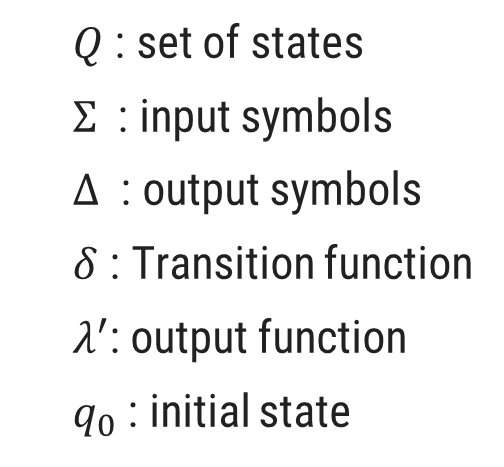 Q : set of states
Σ : input symbols
Δ : output symbols
δ : Transition function
λ′: output function
q₀ : initial state